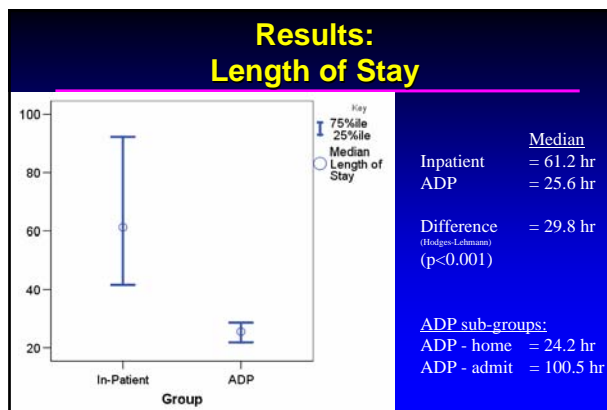 Results:
Length of Stay
Key
75%ile
25%ile
Median
Length of
Stay
100
80
60
40
20
In-Patient
ADP
Group
Median
Inpatient = 61.2 hr
ADP = 25.6 hr
Difference = 29.8 hr
(Hodges-Lehmann)
(p<0.001)
ADP sub-groups:
ADP - home = 24.2 hr
ADP - admit = 100.5 hr